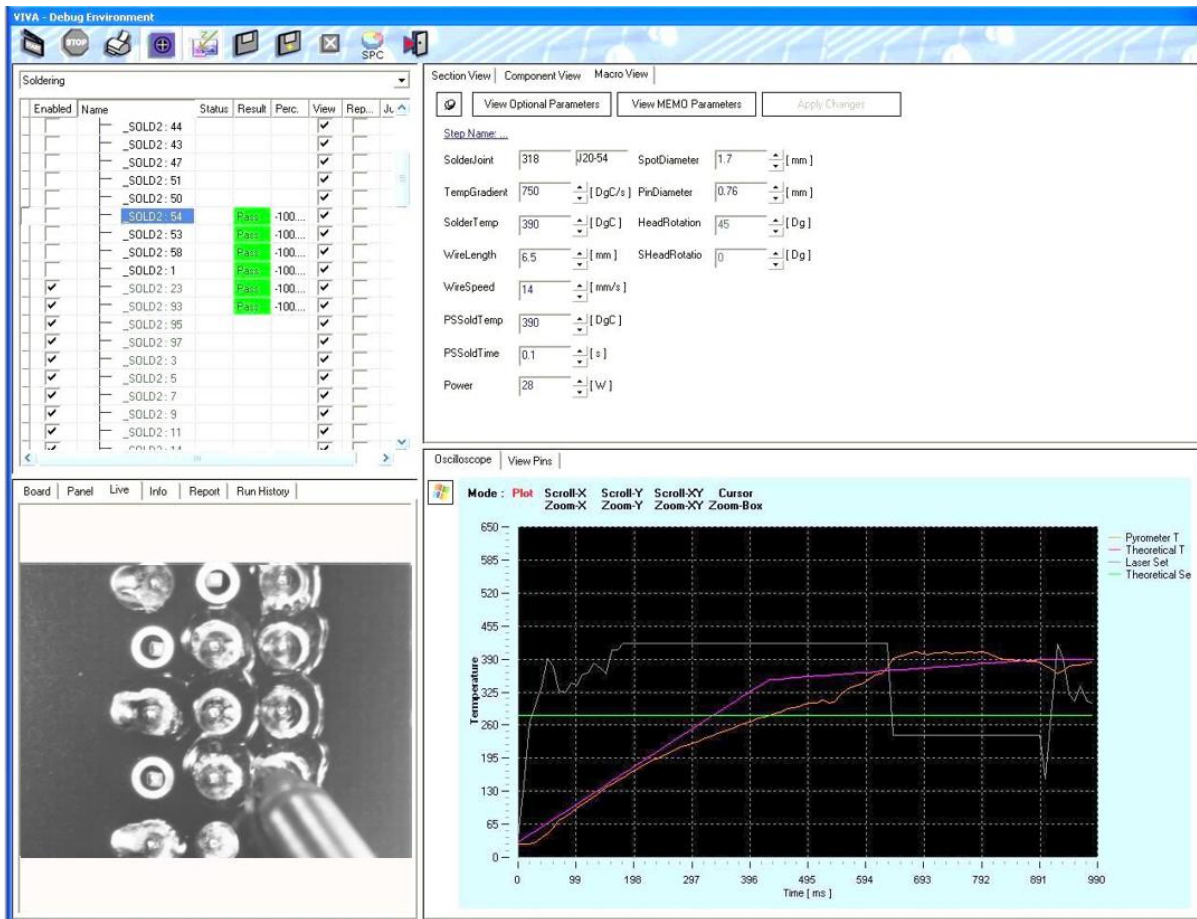 VIVA - Debug Environment
STOP
SPC
Soldering
Enabled Name Status Result Perc. View Rep...
_SOLD2 : 44
_SOLD2 : 43
_SOLD2 : 47
_SOLD2 : 51
_SOLD2 : 50
_SOLD2 : 54 Pass -100....
_SOLD2 : 53 Pass -100....
_SOLD2 : 58 Pass -100....
_SOLD2 : 1 Pass -100....
_SOLD2 : 23 Pass -100....
_SOLD2 : 93 Pass -100....
_SOLD2 : 95
_SOLD2 : 97
_SOLD2 : 3
_SOLD2 : 5
_SOLD2 : 7
_SOLD2 : 9
_SOLD2 : 11
Section View Component View Macro View
View Optional Parameters View MEMO Parameters Apply Changes
Step Name: ...
SolderJoint 318 J20-54 SpotDiameter 1.7 [ mm ]
TempGradient 750 [ DgC/s ] PinDiameter 0.76 [ mm ]
SolderTemp 390 [ DgC ] HeadRotation 45 [ Dg ]
WireLength 6.5 [ mm ] SHeadRotatio 0 [ Dg ]
WireSpeed 14 [ mm/s ]
PSSoldTemp 390 [ DgC ]
PSSoldTime 0.1 [ s ]
Power 28 [ W ]
Board Panel Live Info Report Run History
Oscilloscope View Pins
Mode : Plot Scroll-X Scroll-Y Scroll-XY Cursor
Zoom-X Zoom-Y Zoom-XY Zoom-Box
650
585
520
455
390
325
260
195
130
65
0
Termperature
0 99 198 297 396 495 594 693 792 891 990
Time [ ms ]
Pyrometer T
Theoretical T
Laser Set
Theoretical Se